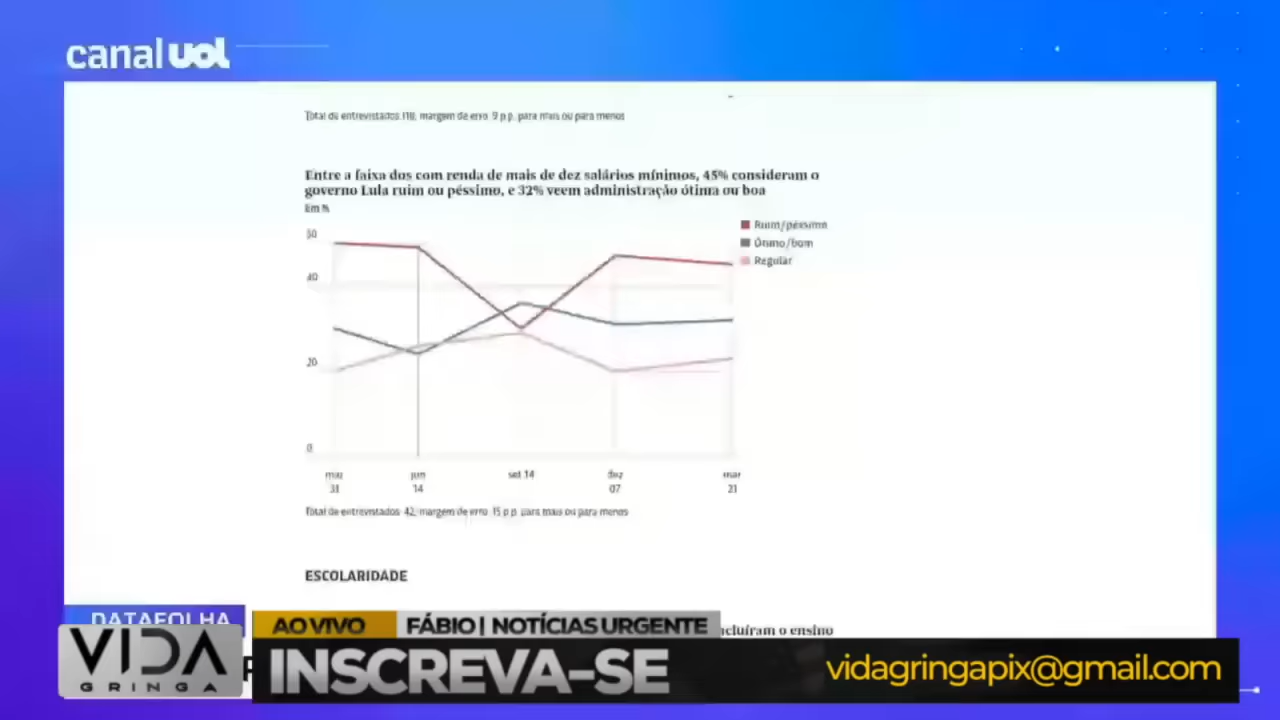 canal uol
Total de entrevistados 118, margem de erro 9 p.p. para mais ou para menos
Entre a faixa dos com renda de mais de dez salários mínimos, 45% consideram o
governo Lula ruim ou péssimo, e 32% veem administração ótima ou boa
Em %
Ruim/péssimo
Ótimo/bom
Regular
40
20
0
jun set 14 dez mar
31 14 07 21
Total de entrevistados 42, margem de erro 15 p.p. para mais ou para menos
ESCOLARIDADE
DATAFOLHA
AO VIVO FÁBIO | NOTÍCIAS URGENTE
ensino
VIDA
GRINGA
INSCREVA-SE
vidagringapix@gmail.com